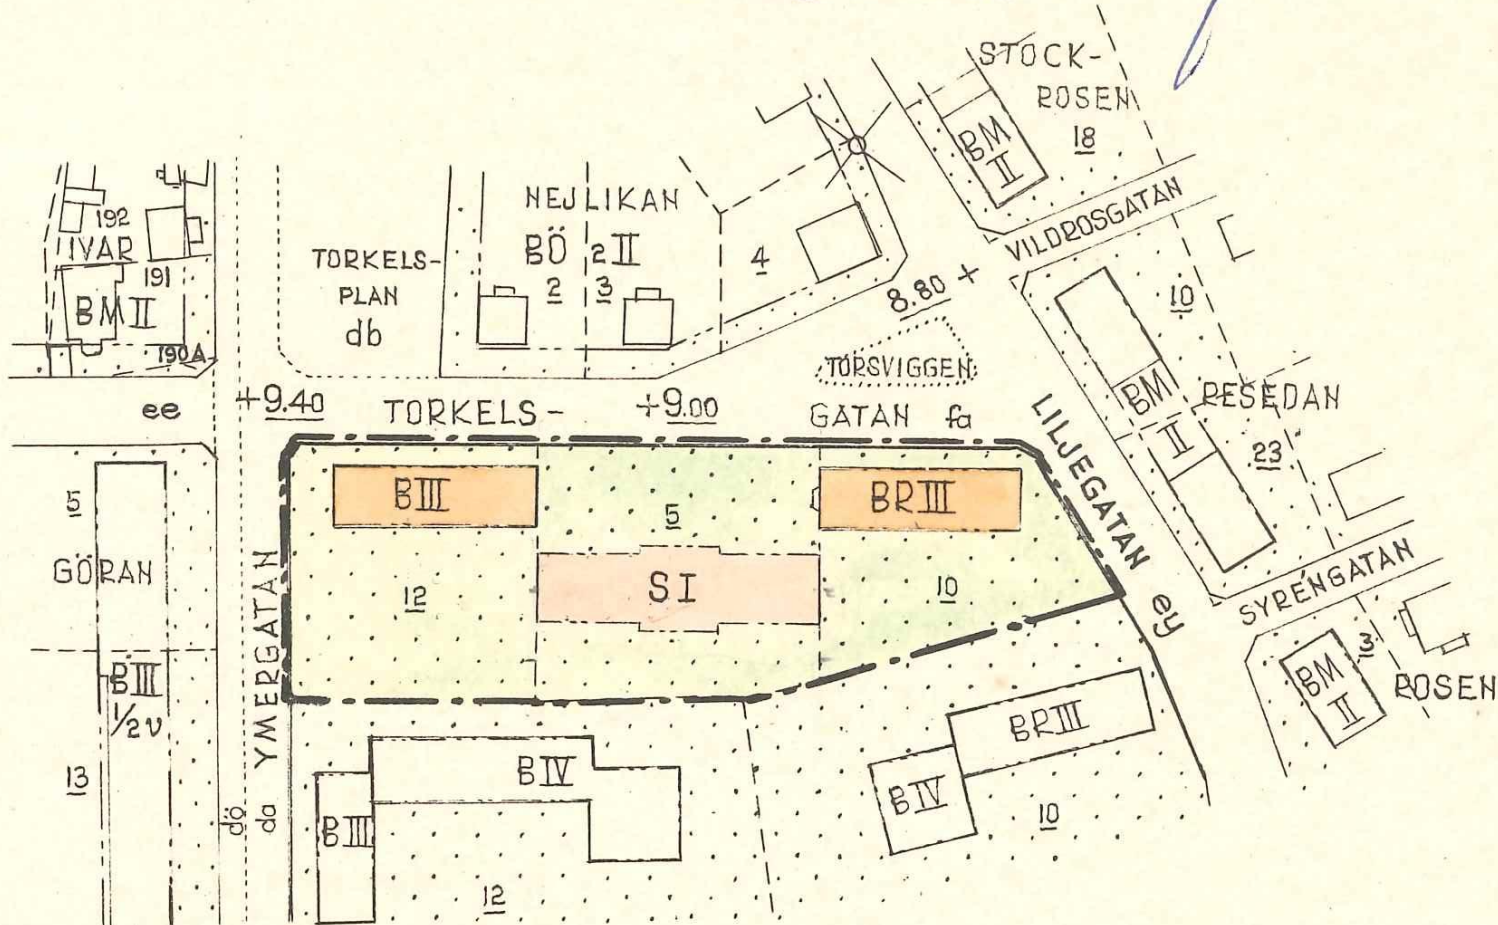 STOCK-
ROSEN
18
BM
II
VILDROSGATAN
NEJLIKAN
BÖ 2 II
2
3
4
TORKELS-
PLAN
db
192
IVAR
191
BM II
190A
8.80 +
10
TORSVIGGEN
BM
II
RESEDAN
23
ee
+9.40
TORKELS-
+9.00
GATAN fa
LILJEGATAN
ey
B III
5
BR III
5
GÖRAN
12
S I
10
SYRENGATAN
3
BM
II
ROSEN
YMERGATAN
B III
1/2 v
13
dö
da
B IV
B III
12
BR III
B IV
10